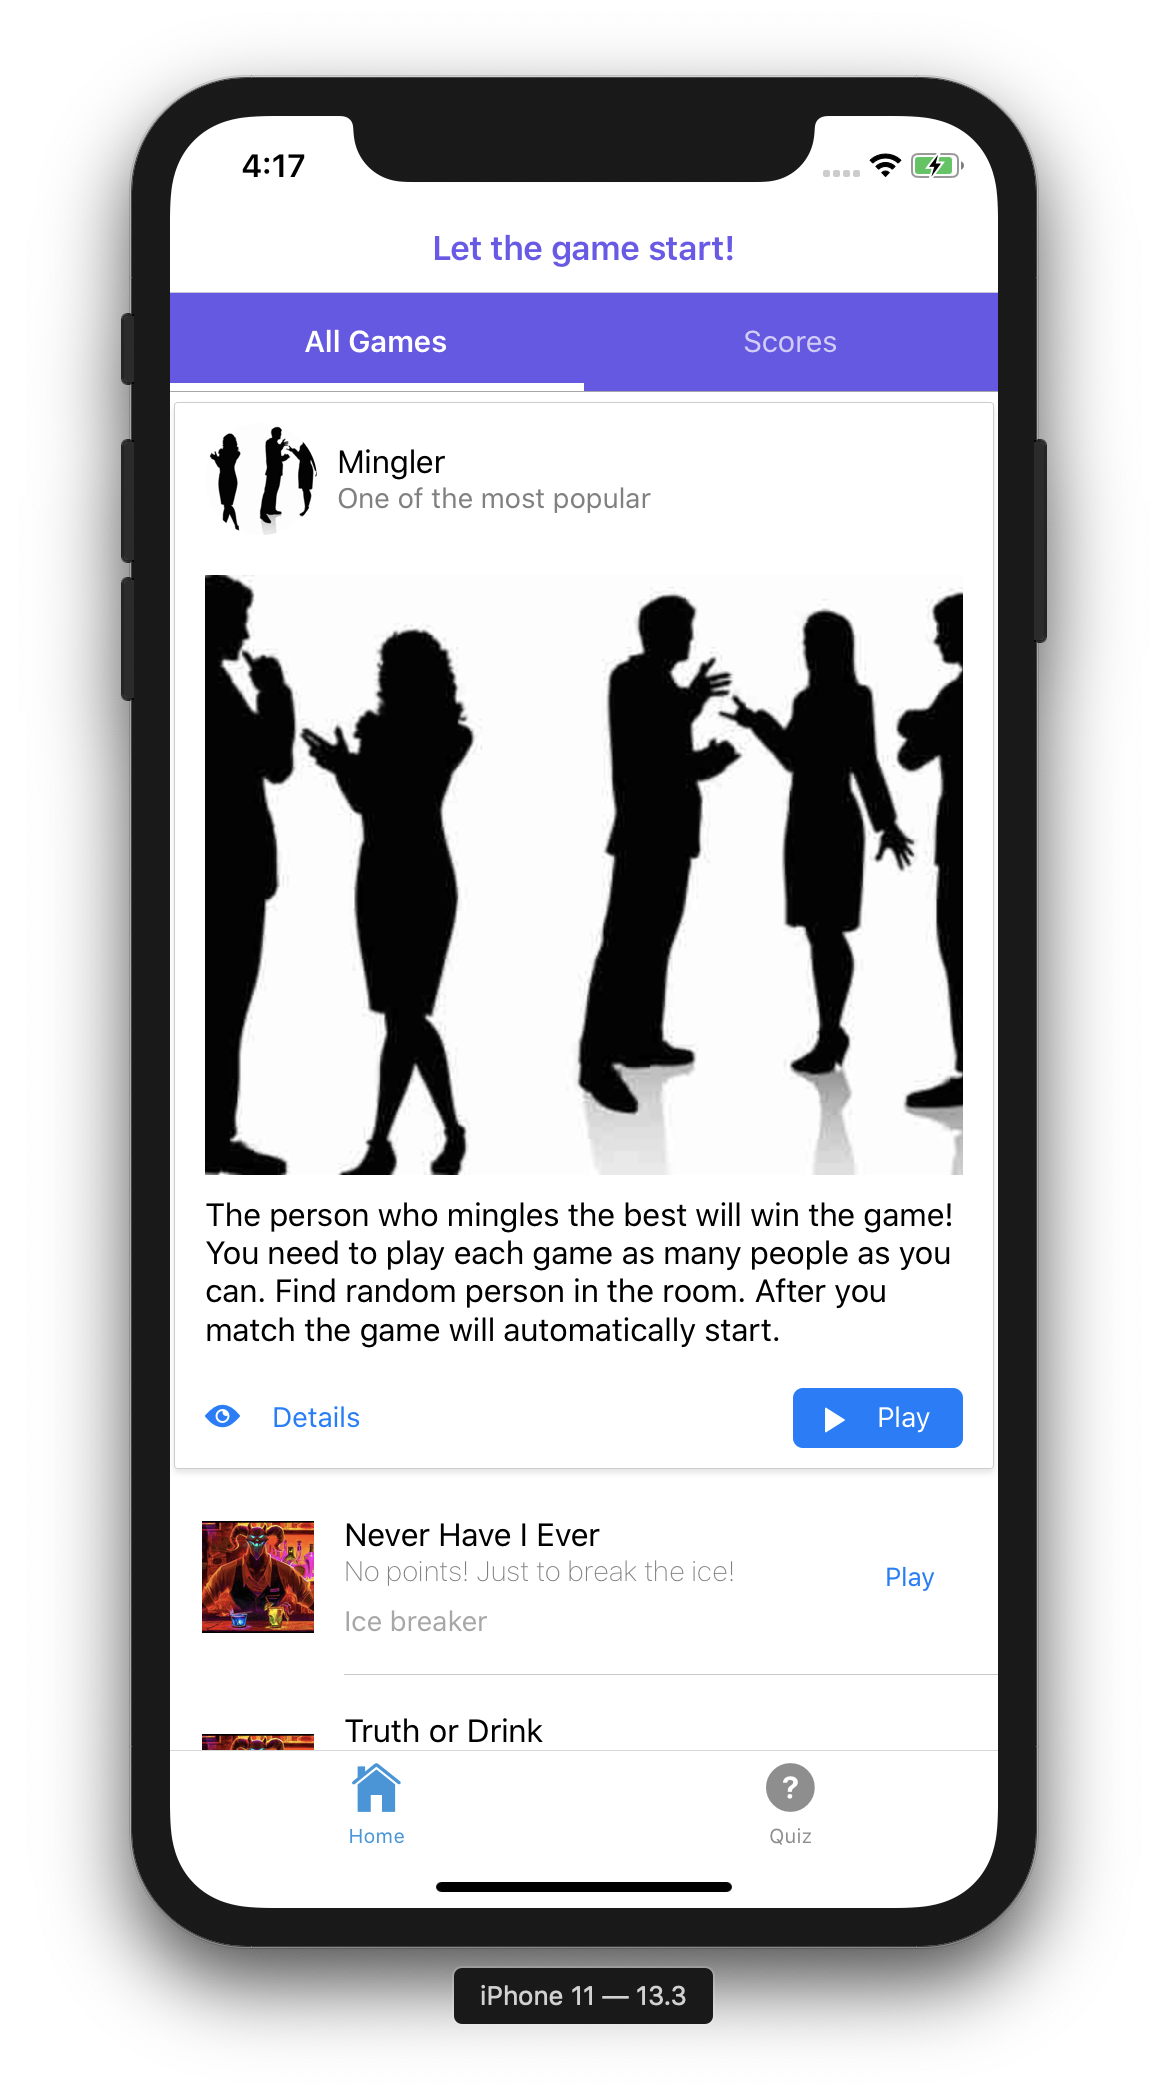 4:17
Let the game start!
All Games
Scores
Mingler
One of the most popular
The person who mingles the best will win the game!
You need to play each game as many people as you
can. Find random person in the room. After you
match the game will automatically start.
Details
Play
Never Have I Ever
No points! Just to break the ice!
Play
Ice breaker
Truth or Drink
Home
?
Quiz
iPhone 11 — 13.3